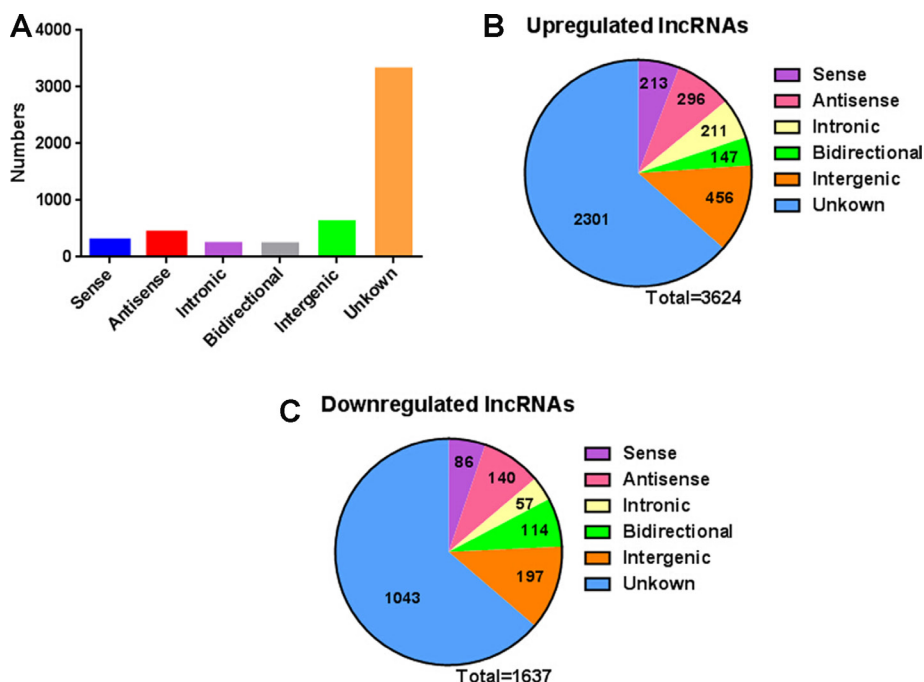 A
4000
3000
2000
1000
0
Numbers
Sense
Antisense
Intronic
Bidirectional
Intergenic
Unkown
B Upregulated lncRNAs
213
296
211
147
456
2301
Sense
Antisense
Intronic
Bidirectional
Intergenic
Unkown
Total=3624
C Downregulated lncRNAs
86
140
57
114
197
1043
Sense
Antisense
Intronic
Bidirectional
Intergenic
Unkown
Total=1637